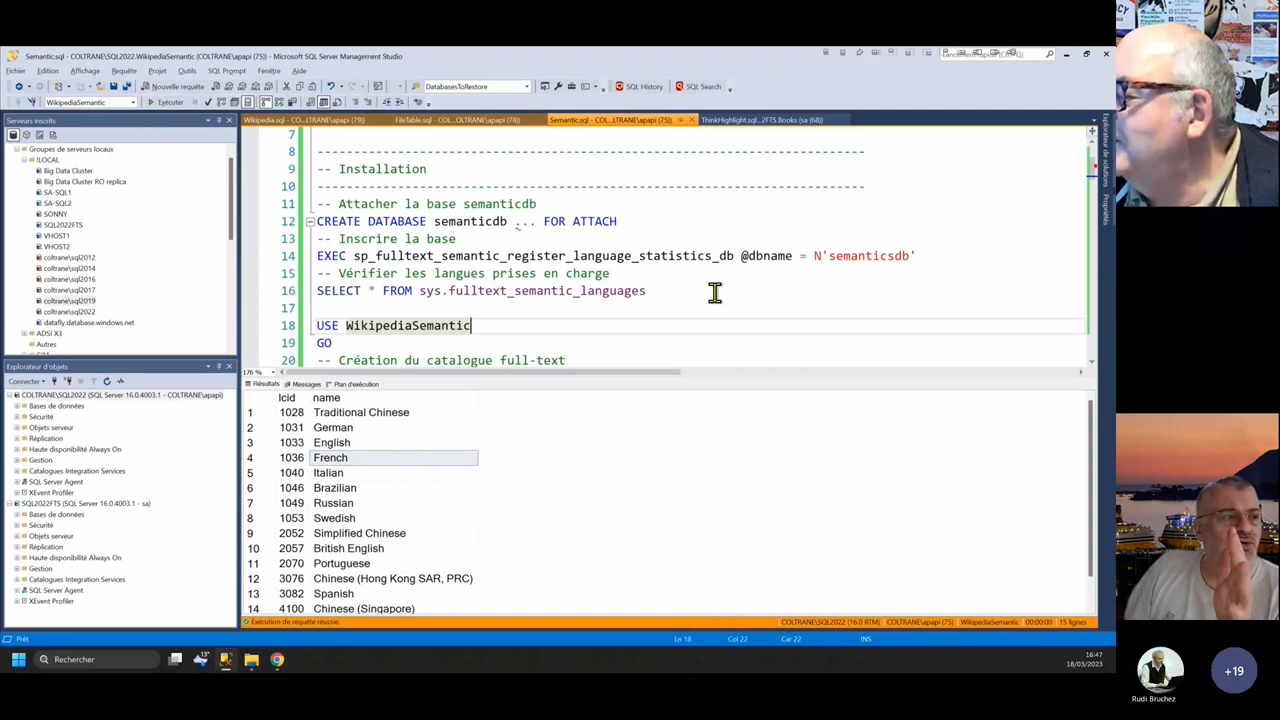 Semantic.sql - COLTRANE\SQL2022.WikipediaSemantic (COLTRANE\apapi (75)) - Microsoft SQL Server Management Studio
Fichier Edition Affichage Requête Projet Outils SQL Prompt Fenêtre Aide
Nouvelle requête
DatabasesToRestore
SQL History
SQL Search
WikipediaSemantic
Exécuter
Serveurs inscrits
Groupes de serveurs locaux
!LOCAL
Big Data Cluster
Big Data Cluster RO replica
SA-SQL1
SA-SQL2
SONNY
SQL2022FTS
VHOST1
VHOST2
coltrane\sql2012
coltrane\sql2014
coltrane\sql2016
coltrane\sql2017
coltrane\sql2019
coltrane\sql2022
datafly.database.windows.net
ADSI X3
Autres
Explorateur d'objets
Connecter
COLTRANE\SQL2022 (SQL Server 16.0.4003.1 - COLTRANE\apapi)
Bases de données
Sécurité
Objets serveur
Réplication
Haute disponibilité Always On
Gestion
Catalogues Integration Services
SQL Server Agent
XEvent Profiler
SQL2022FTS (SQL Server 16.0.4003.1 - sa)
Bases de données
Sécurité
Objets serveur
Réplication
Haute disponibilité Always On
Gestion
Catalogues Integration Services
SQL Server Agent
XEvent Profiler
Wikipedia.sql - CO...LTRANE\apapi (79))
FileTable.sql - COL...OLTRANE\apapi (78))
Semantic.sql - COL...LTRANE\apapi (75))
ThinkHighlight.sql...2FTS.Books (sa (68))
7
8 -----------------------------------------------------------
9 -- Installation
10 -----------------------------------------------------------
11 -- Attacher la base semanticdb
12 CREATE DATABASE semanticdb ... FOR ATTACH
13 -- Inscrire la base
14 EXEC sp_fulltext_semantic_register_language_statistics_db @dbname = N'semanticsdb'
15 -- Vérifier les langues prises en charge
16 SELECT * FROM sys.fulltext_semantic_languages
17
18 USE WikipediaSemantic
19 GO
20 -- Création du catalogue full-text
176 %
Résultats Messages Plan d'exécution
lcid name
1 1028 Traditional Chinese
2 1031 German
3 1033 English
4 1036 French
5 1040 Italian
6 1046 Brazilian
7 1049 Russian
8 1053 Swedish
9 2052 Simplified Chinese
10 2057 British English
11 2070 Portuguese
12 3076 Chinese (Hong Kong SAR, PRC)
13 3082 Spanish
14 4100 Chinese (Singapore)
Exécution de requête réussie.
COLTRANE\SQL2022 (16.0 RTM) COLTRANE\apapi (75) WikipediaSemantic 00:00:00 15 lignes
Prêt
Ln 18 Col 22 Car 22 INS
Explorateur de solutions
Propriétés
Rechercher
13°
16:47
18/03/2023
Rudi Bruchez
+19